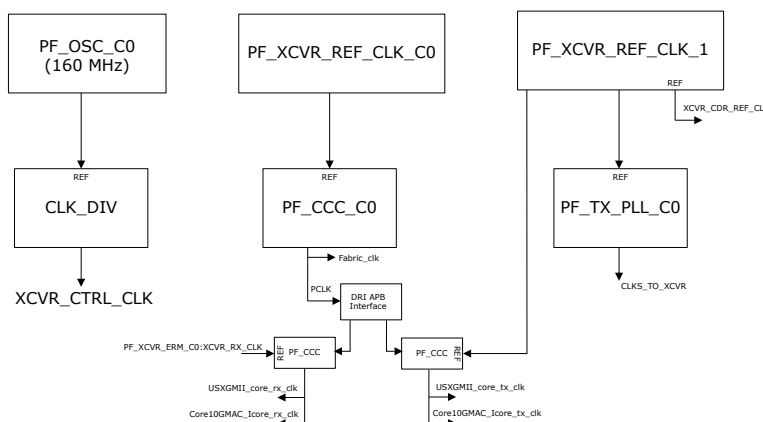 PF_OSC_C0
(160 MHz)
PF_XCVR_REF_CLK_C0
PF_XCVR_REF_CLK_1
REF
XCVR_CDR_REF_CL
REF
CLK_DIV
REF
PF_CCC_C0
REF
PF_TX_PLL_C0
Fabric_clk
XCVR_CTRL_CLK
PCLK
DRI APB
Interface
CLKS_TO_XCVR
PF_XCVR_ERM_C0:XCVR_RX_CLK
REF
PF_CCC
PF_CCC
REF
USXGMII_core_rx_clk
USXGMII_core_tx_clk
Core10GMAC_Icore_rx_clk
Core10GMAC_Icore_tx_clk